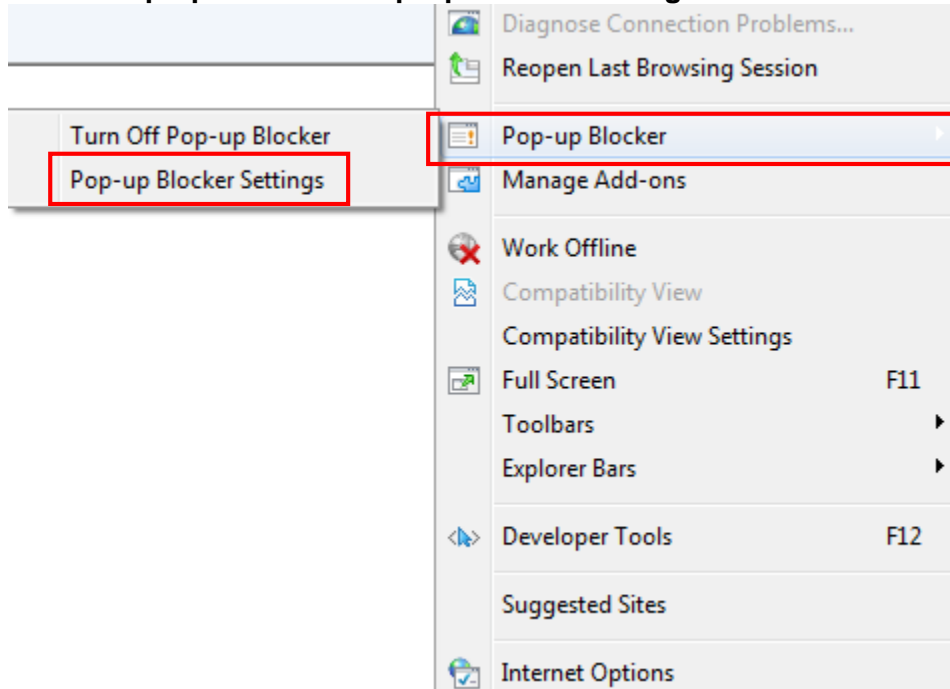 Diagnose Connection Problems...
Reopen Last Browsing Session
Turn Off Pop-up Blocker
Pop-up Blocker Settings
Pop-up Blocker
Manage Add-ons
Work Offline
Compatibility View
Compatibility View Settings
Full Screen F11
Toolbars
Explorer Bars
Developer Tools F12
Suggested Sites
Internet Options